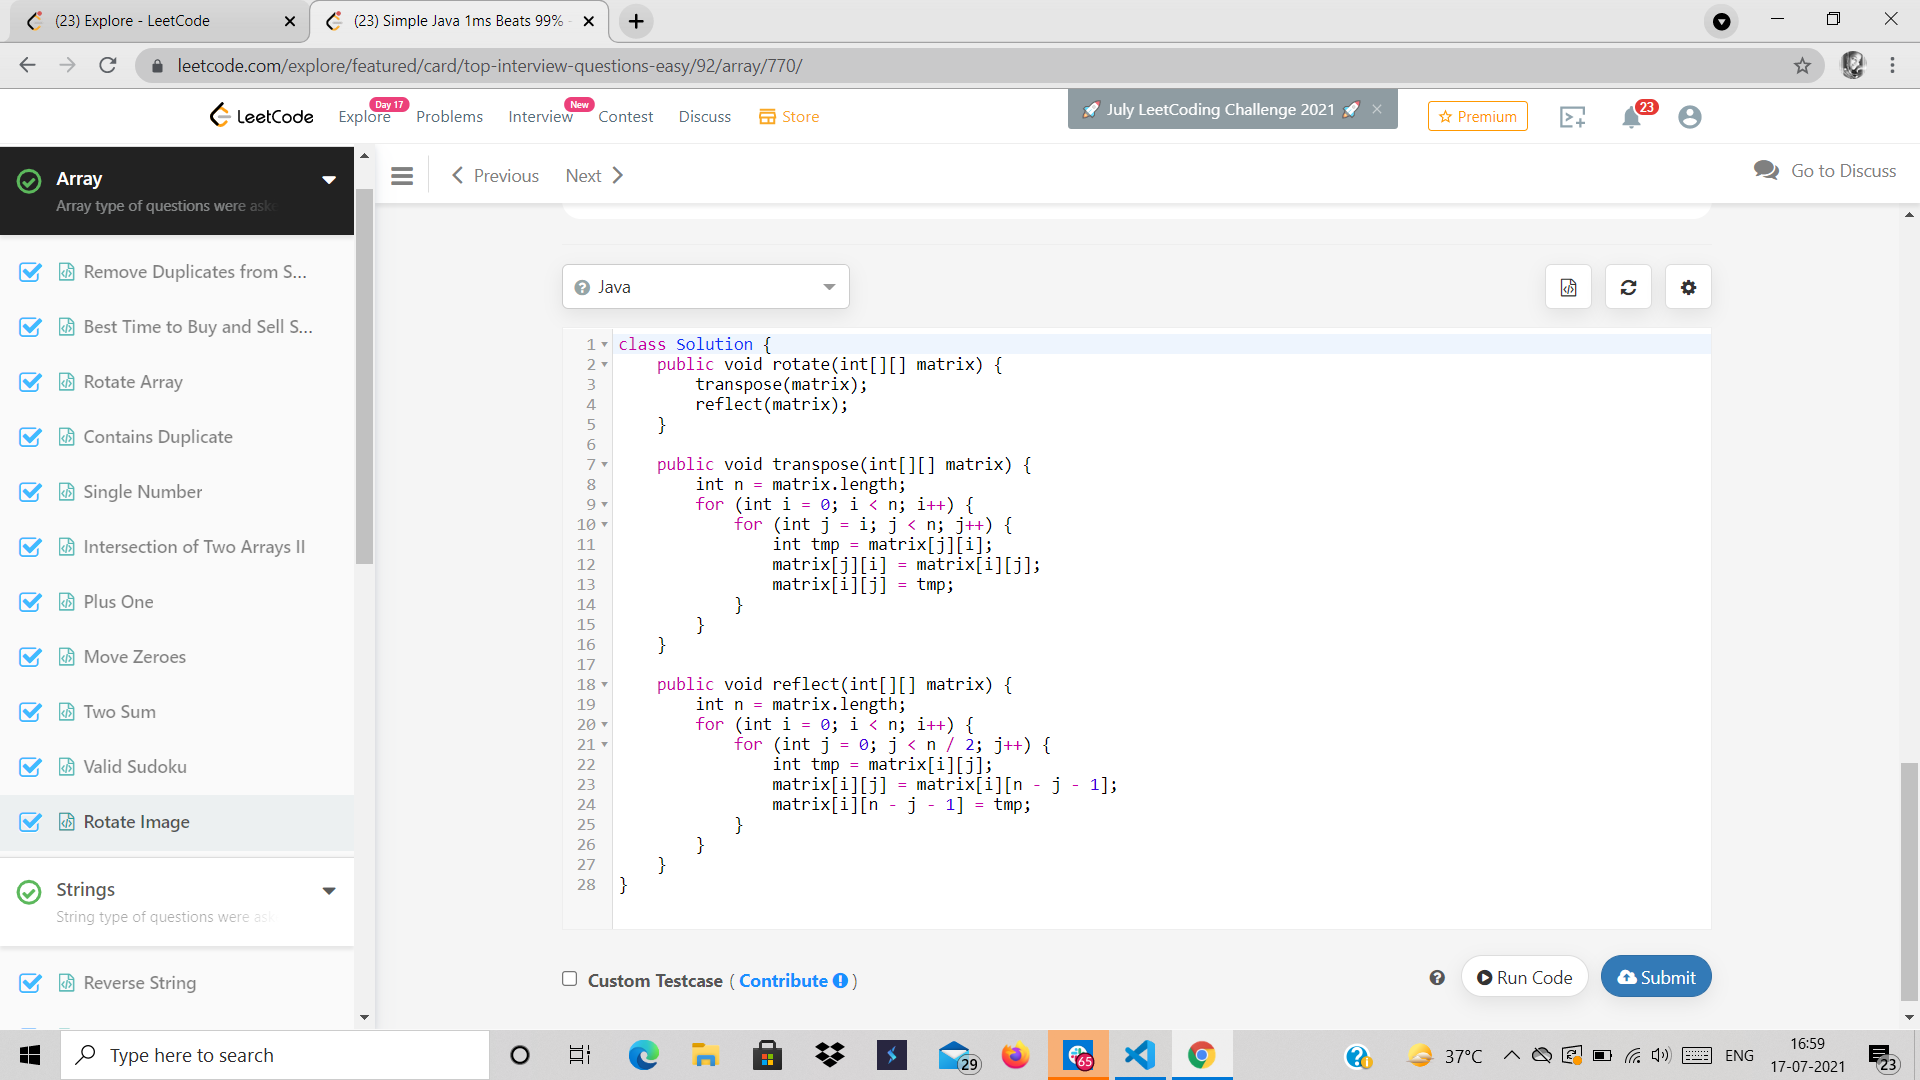 (23) Explore - LeetCode
(23) Simple Java 1ms Beats 99% -
leetcode.com/explore/featured/card/top-interview-questions-easy/92/array/770/
LeetCode
Explore
Day 17
Problems
Interview
New
Contest
Discuss
Store
🚀 July LeetCoding Challenge 2021 🚀 ×
Premium
23
Array
Array type of questions were aske
Previous
Next
Go to Discuss
Remove Duplicates from S...
Best Time to Buy and Sell S...
Rotate Array
Contains Duplicate
Single Number
Intersection of Two Arrays II
Plus One
Move Zeroes
Two Sum
Valid Sudoku
Rotate Image
Strings
String type of questions were ask
Reverse String
Java
1 class Solution {
2     public void rotate(int[][] matrix) {
3         transpose(matrix);
4         reflect(matrix);
5     }
6
7     public void transpose(int[][] matrix) {
8         int n = matrix.length;
9         for (int i = 0; i < n; i++) {
10             for (int j = i; j < n; j++) {
11                 int tmp = matrix[j][i];
12                 matrix[j][i] = matrix[i][j];
13                 matrix[i][j] = tmp;
14             }
15         }
16     }
17
18     public void reflect(int[][] matrix) {
19         int n = matrix.length;
20         for (int i = 0; i < n; i++) {
21             for (int j = 0; j < n / 2; j++) {
22                 int tmp = matrix[i][j];
23                 matrix[i][j] = matrix[i][n - j - 1];
24                 matrix[i][n - j - 1] = tmp;
25             }
26         }
27     }
28 }
Custom Testcase ( Contribute )
Run Code
Submit
Type here to search
29
65
37°C
ENG
16:59
17-07-2021
23